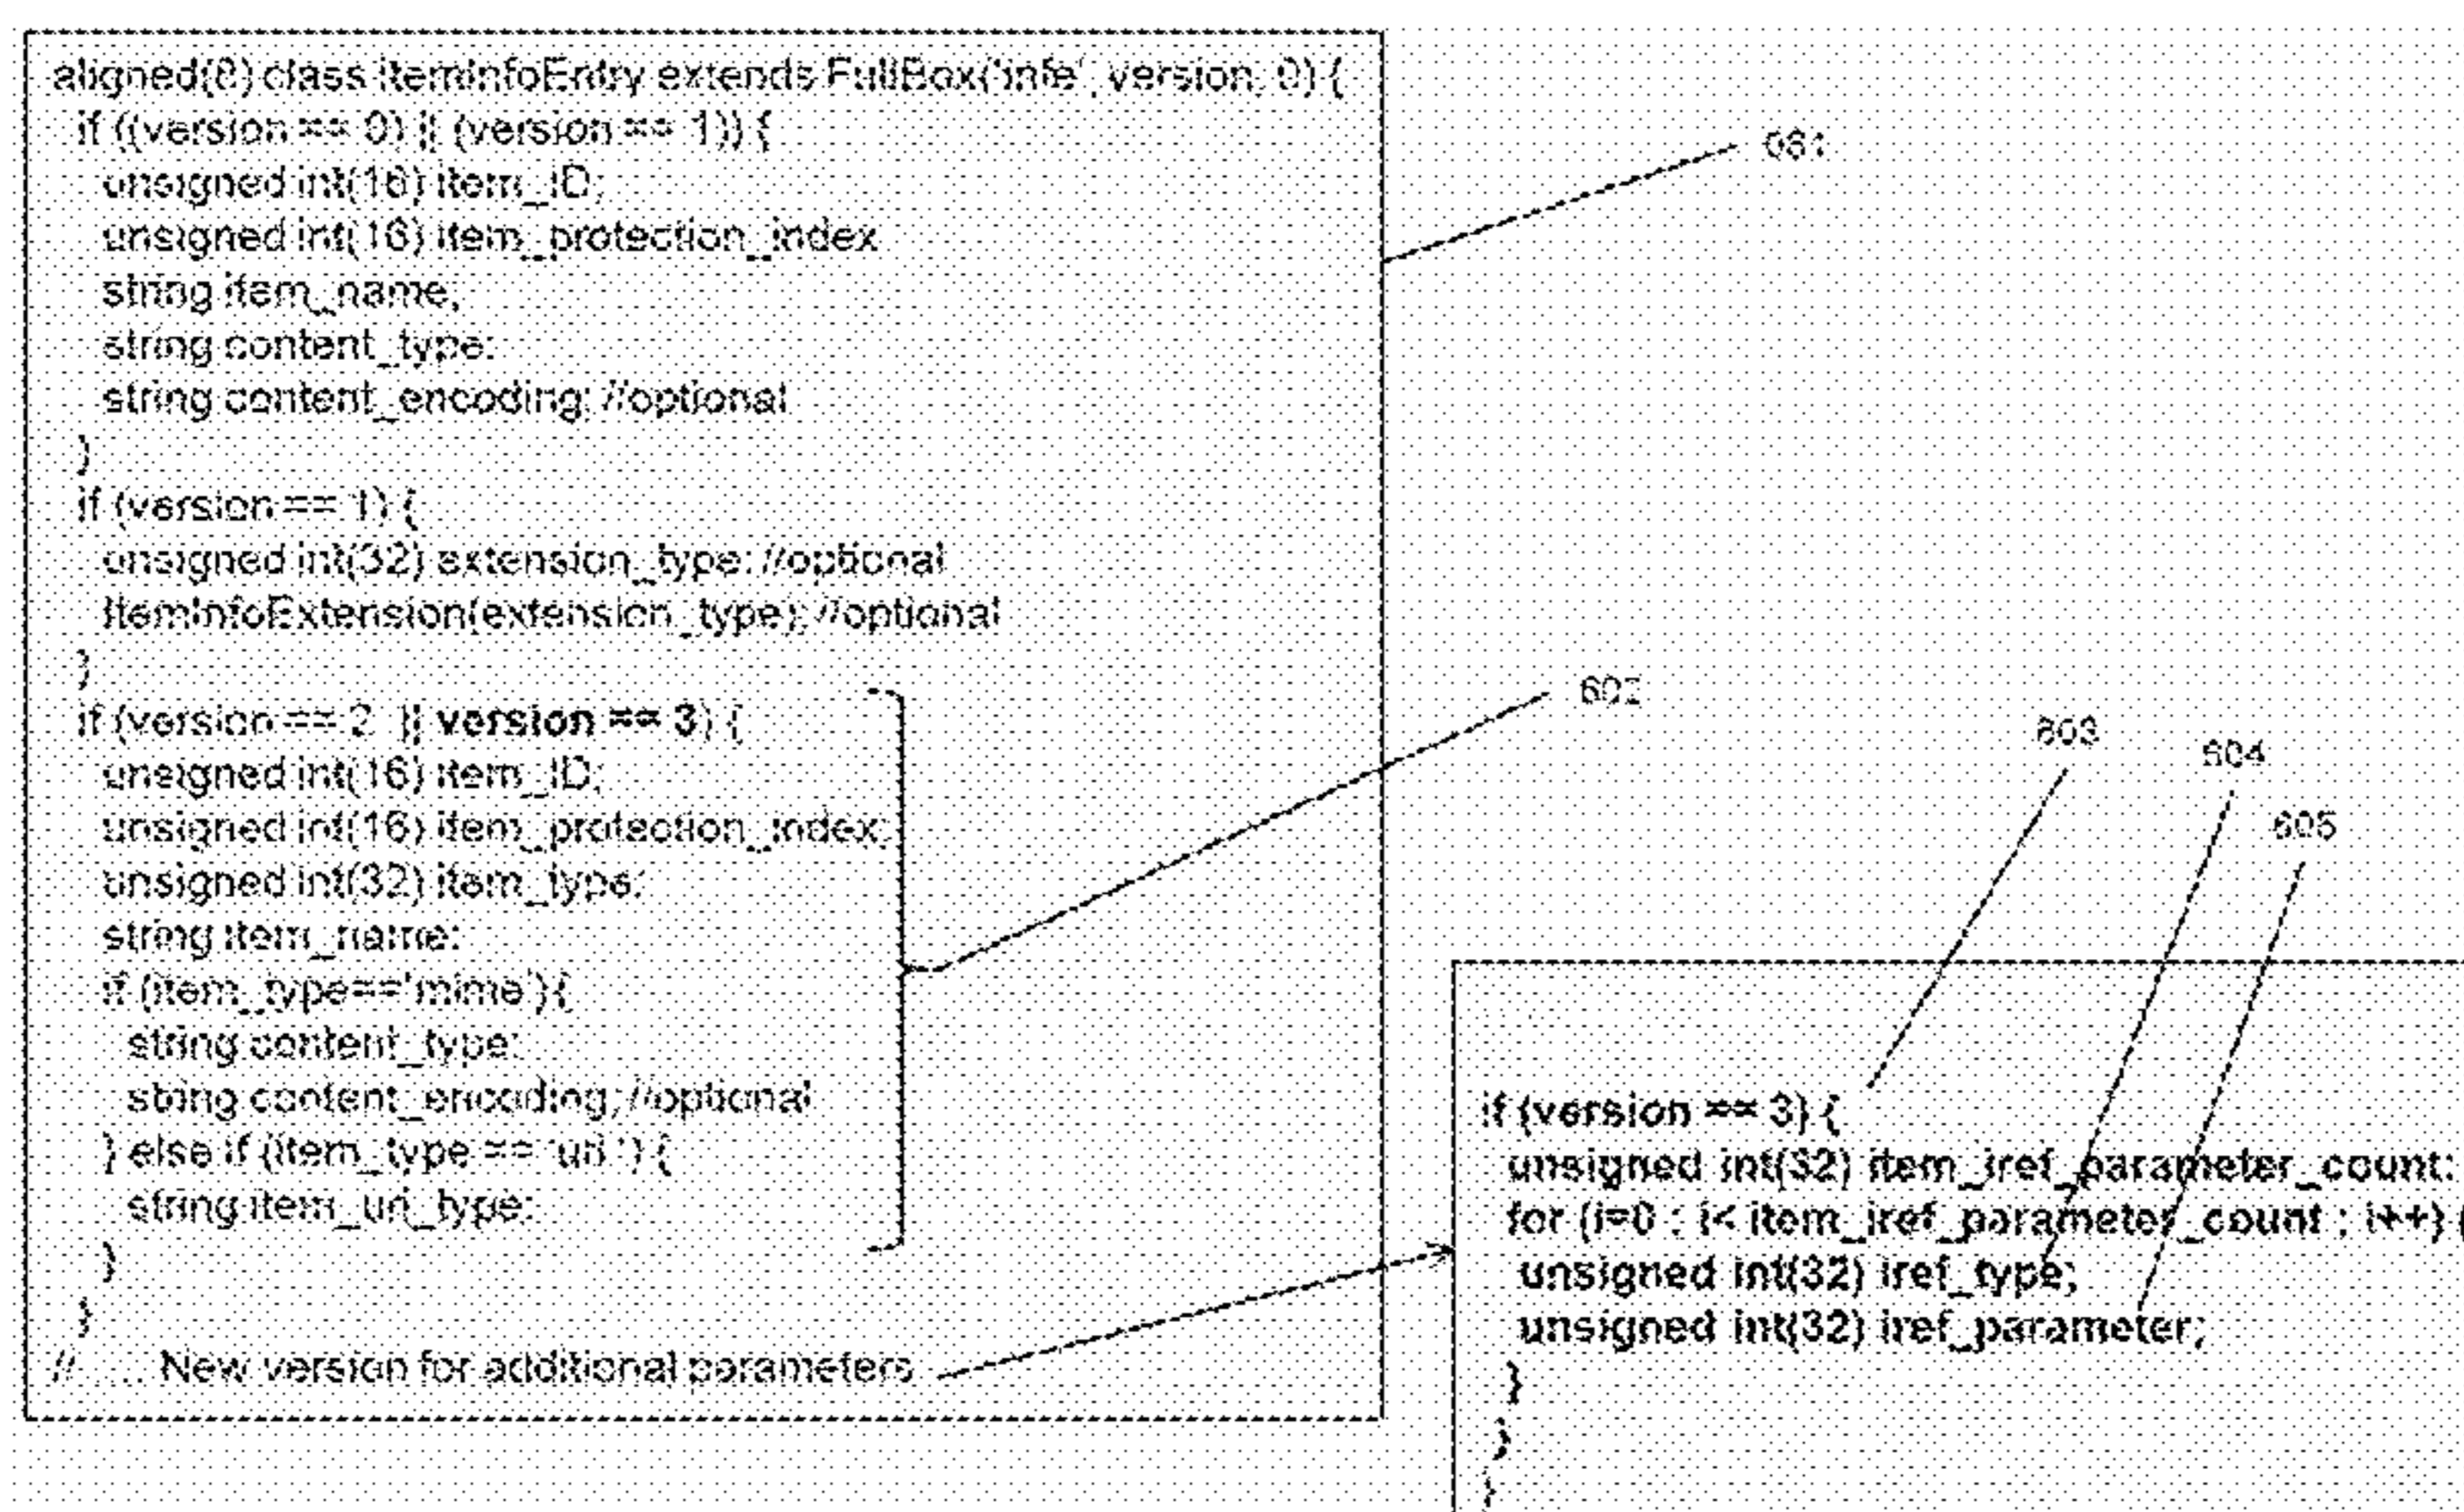 aligned(8) class ItemInfoEntry extends FullBox('infe', version, 0) {
if ((version == 0) || (version == 1)) {
unsigned int(16) item_ID;
unsigned int(16) item_protection_index
string item_name;
string content_type;
string content_encoding; //optional
}
if (version == 1) {
unsigned int(32) extension_type; //optional
ItemInfoExtension(extension_type); //optional
}
if (version == 2 || version == 3) {
unsigned int(16) item_ID;
unsigned int(16) item_protection_index;
unsigned int(32) item_type;
string item_name;
if (item_type=='mime'){
string content_type;
string content_encoding; //optional
} else if (item_type == 'uri ') {
string item_uri_type;
}
}
// .... New version for additional parameters
601
602
603
604
605
if (version == 3) {
unsigned int(32) item_iref_parameter_count;
for (i=0 ; i< item_iref_parameter_count ; i++) {
unsigned int(32) iref_type;
unsigned int(32) iref_parameter;
}
}
}